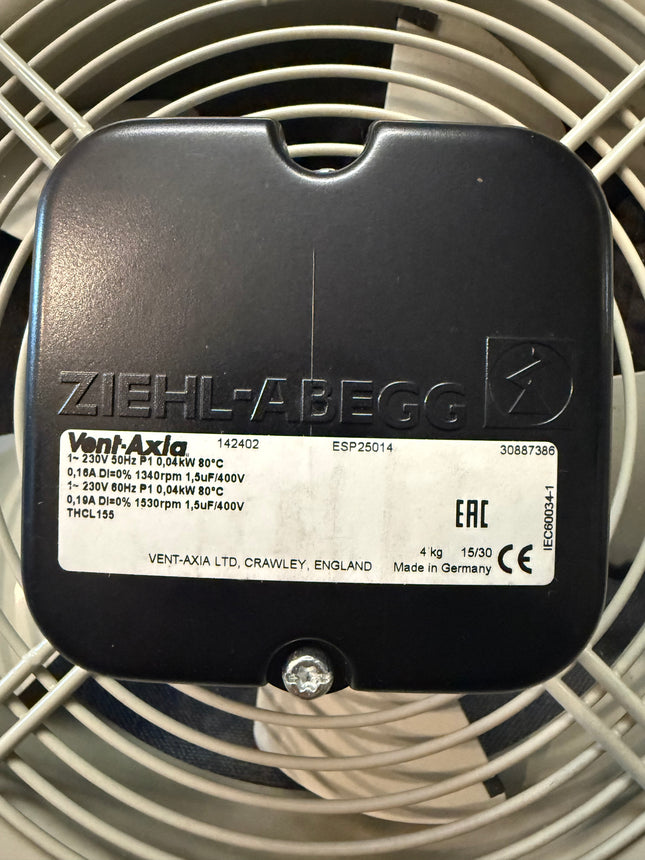 ZIEHL-ABEGG
Vent-Axia 142402 ESP25014 30887386
1~ 230V 50Hz P1 0,04kW 80°C
0,16A DI=0% 1340rpm 1,5uF/400V
1~ 230V 60Hz P1 0,04kW 80°C
0,19A DI=0% 1530rpm 1,5uF/400V
THCL155
EAC
IEC60034-1
4 kg 15/30 CE
VENT-AXIA LTD, CRAWLEY, ENGLAND Made in Germany